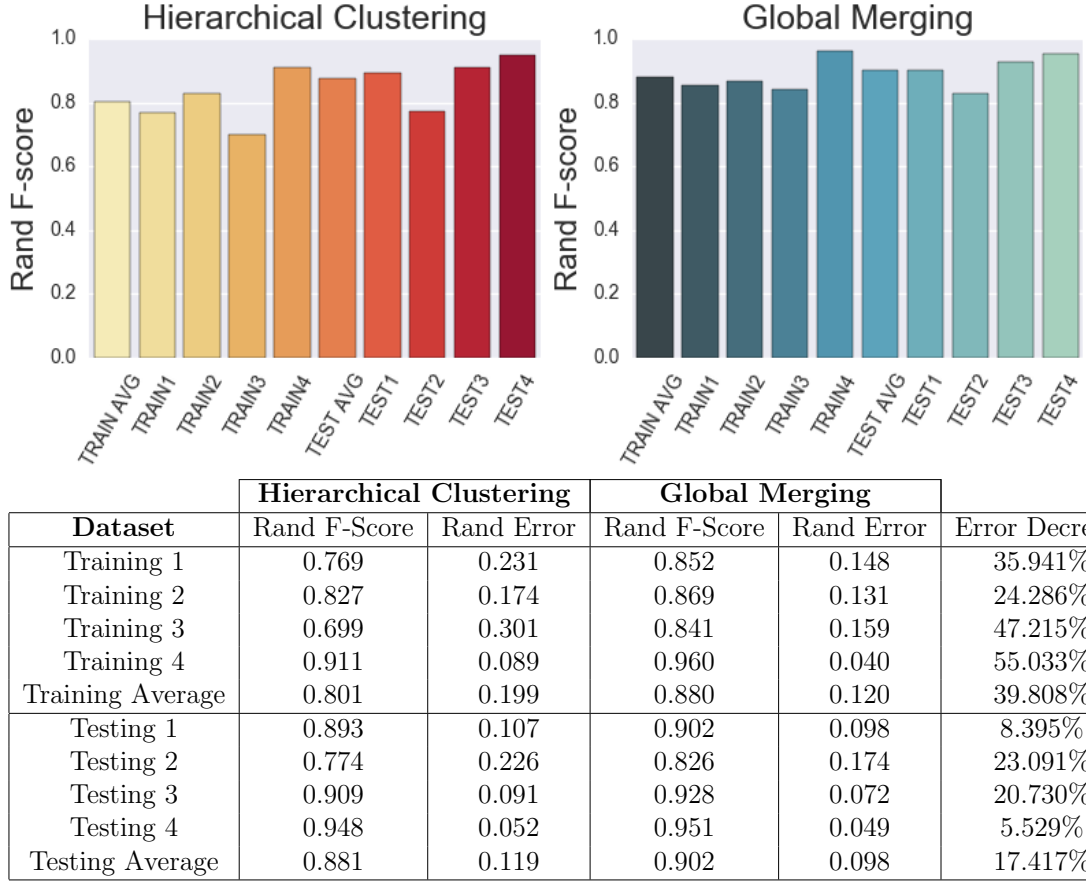 Hierarchical Clustering
Rand F-score
1.0
0.8
0.6
0.4
0.2
0.0
TRAIN AVG
TRAIN1
TRAIN2
TRAIN3
TRAIN4
TEST AVG
TEST1
TEST2
TEST3
TEST4
Global Merging
Rand F-score
1.0
0.8
0.6
0.4
0.2
0.0
TRAIN AVG
TRAIN1
TRAIN2
TRAIN3
TRAIN4
TEST AVG
TEST1
TEST2
TEST3
TEST4
Hierarchical Clustering Global Merging
Dataset Rand F-Score Rand Error Rand F-Score Rand Error Error Decre
Training 1 0.769 0.231 0.852 0.148 35.941%
Training 2 0.827 0.174 0.869 0.131 24.286%
Training 3 0.699 0.301 0.841 0.159 47.215%
Training 4 0.911 0.089 0.960 0.040 55.033%
Training Average 0.801 0.199 0.880 0.120 39.808%
Testing 1 0.893 0.107 0.902 0.098 8.395%
Testing 2 0.774 0.226 0.826 0.174 23.091%
Testing 3 0.909 0.091 0.928 0.072 20.730%
Testing 4 0.948 0.052 0.951 0.049 5.529%
Testing Average 0.881 0.119 0.902 0.098 17.417%